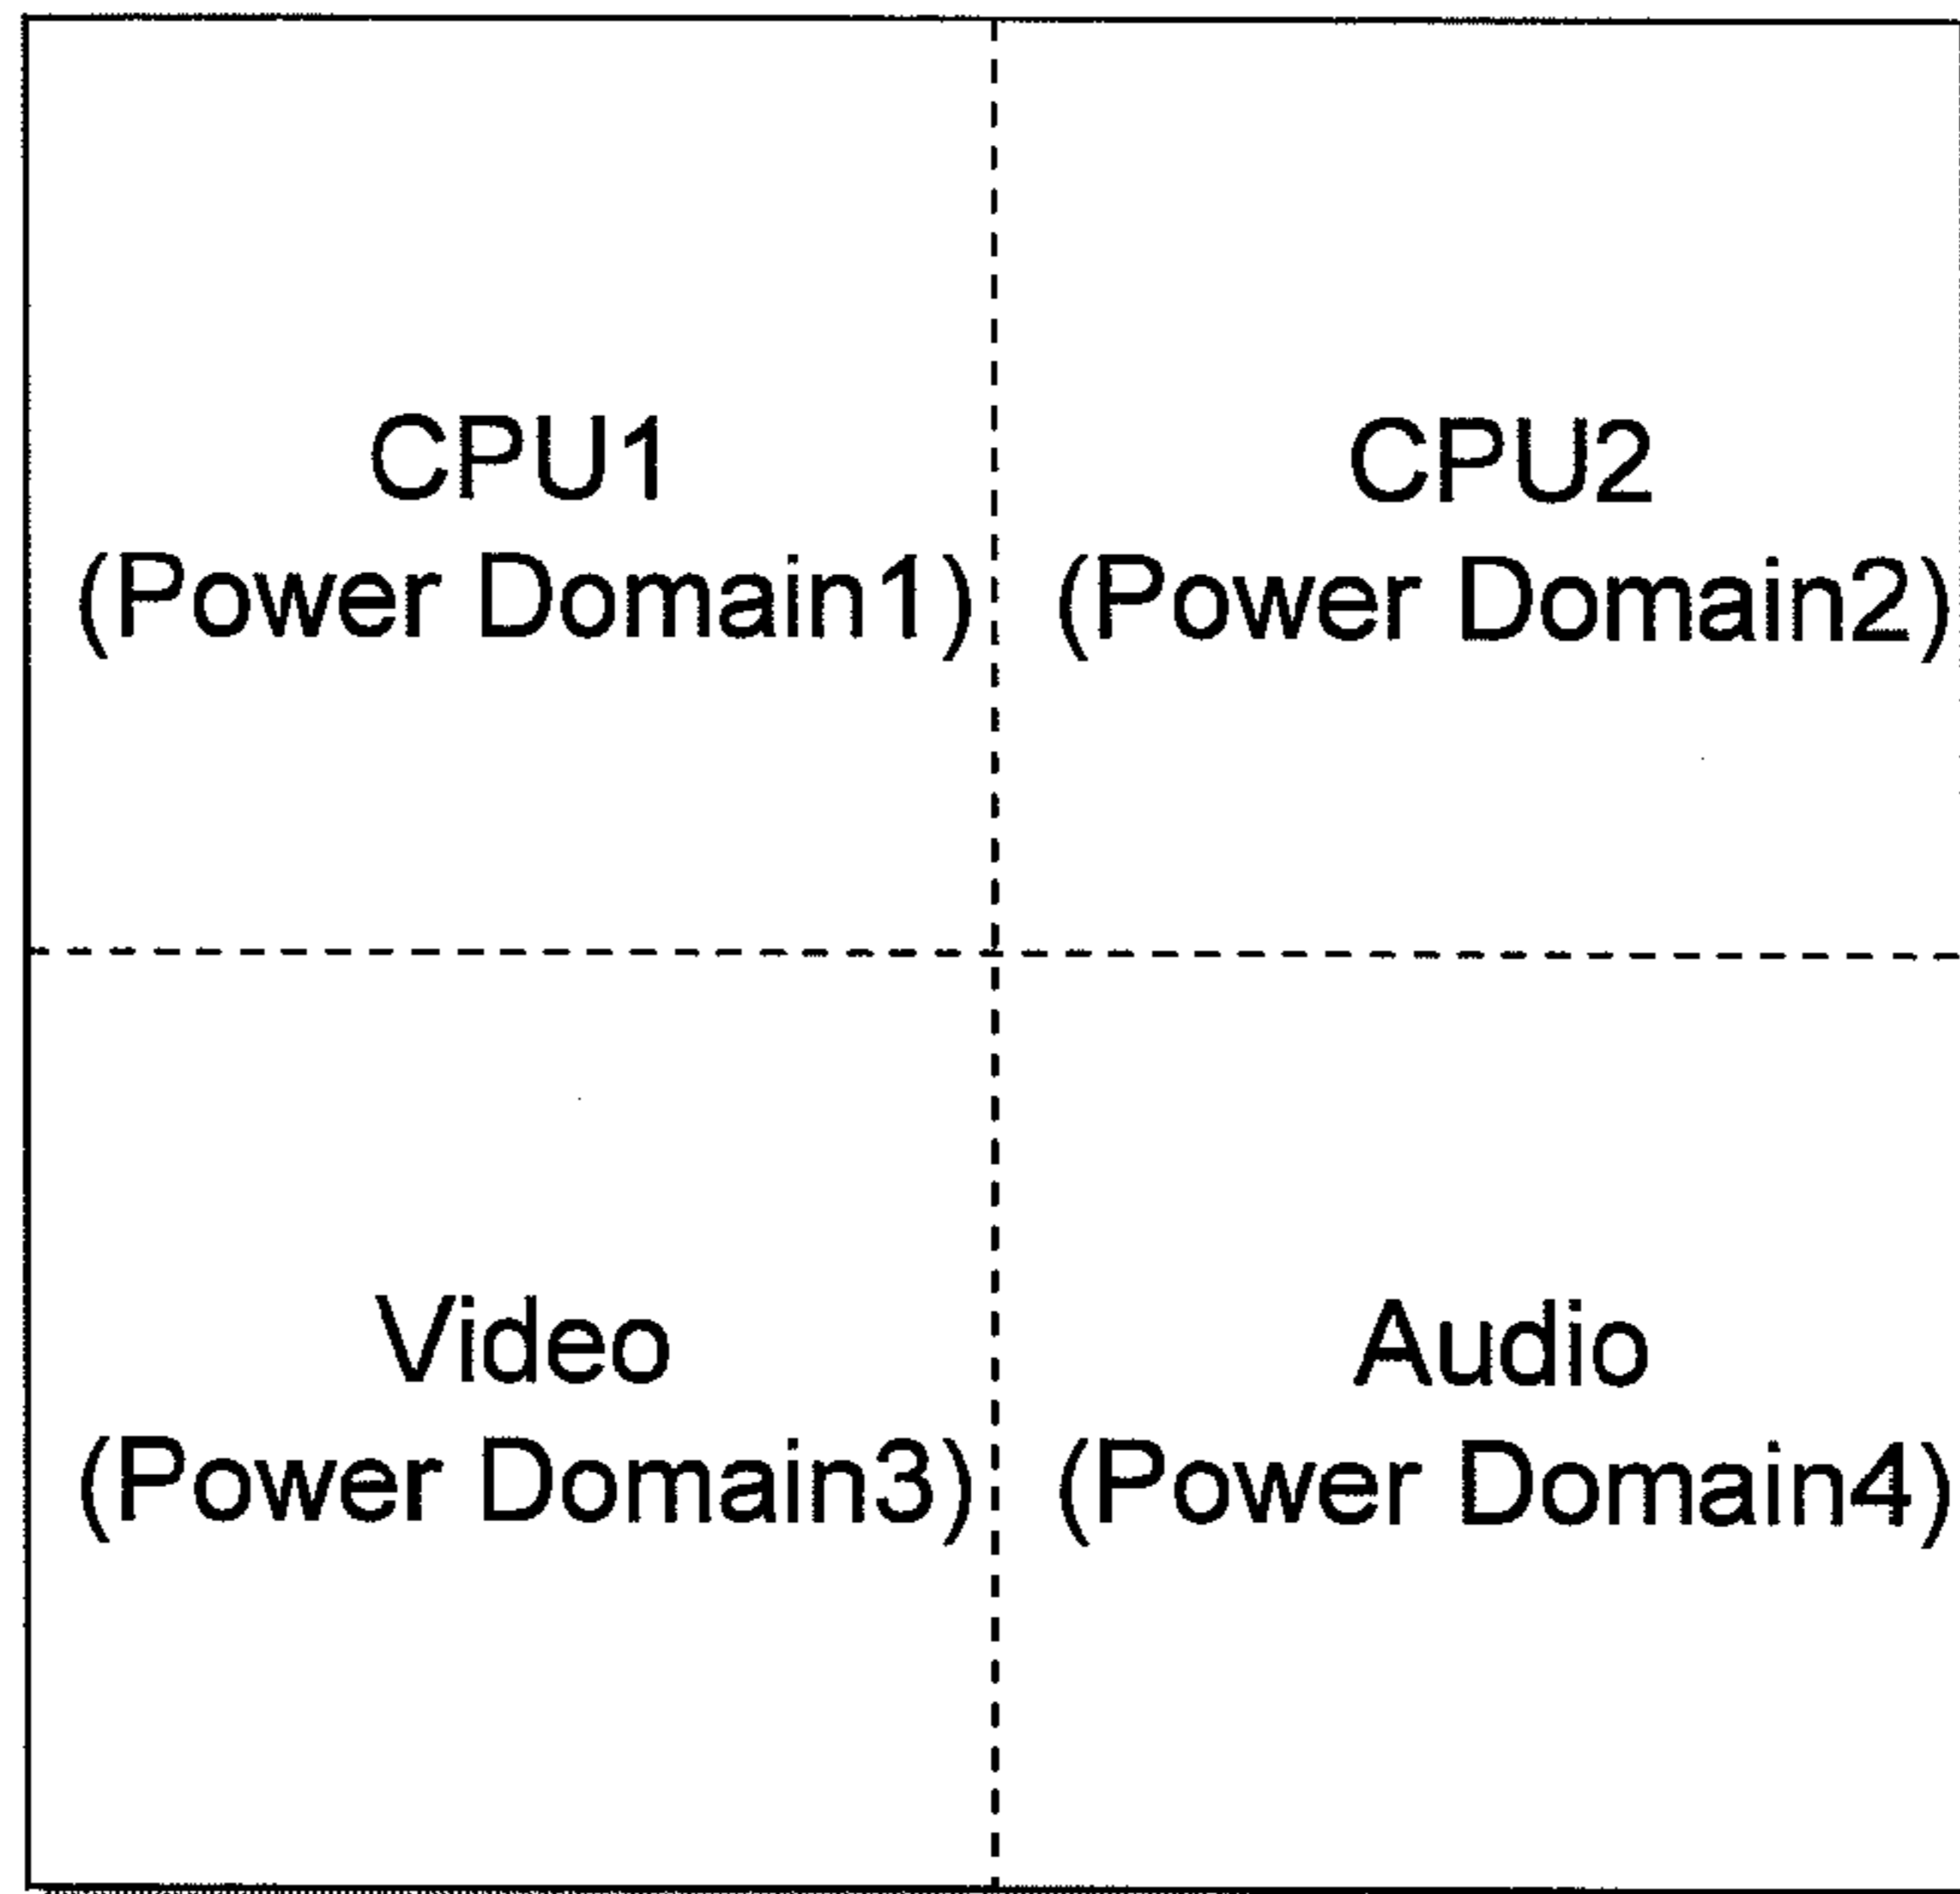 CPU1
(Power Domain1)
CPU2
(Power Domain2)
Video
(Power Domain3)
Audio
(Power Domain4)